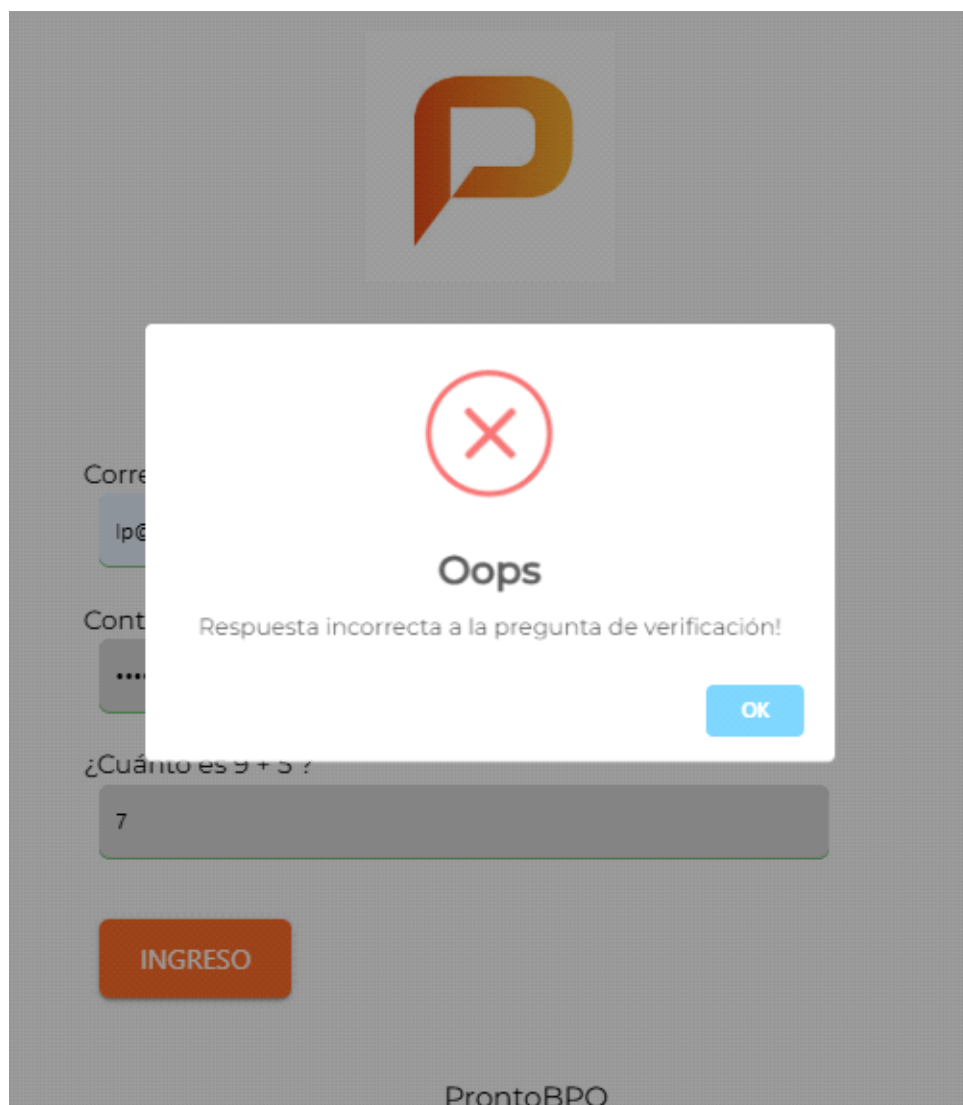 Corre
lp@
Oops
Cont
Respuesta incorrecta a la pregunta de verificación!
OK
¿Cuánto es 9 + 5 ?
7
INGRESO
ProntoBPO